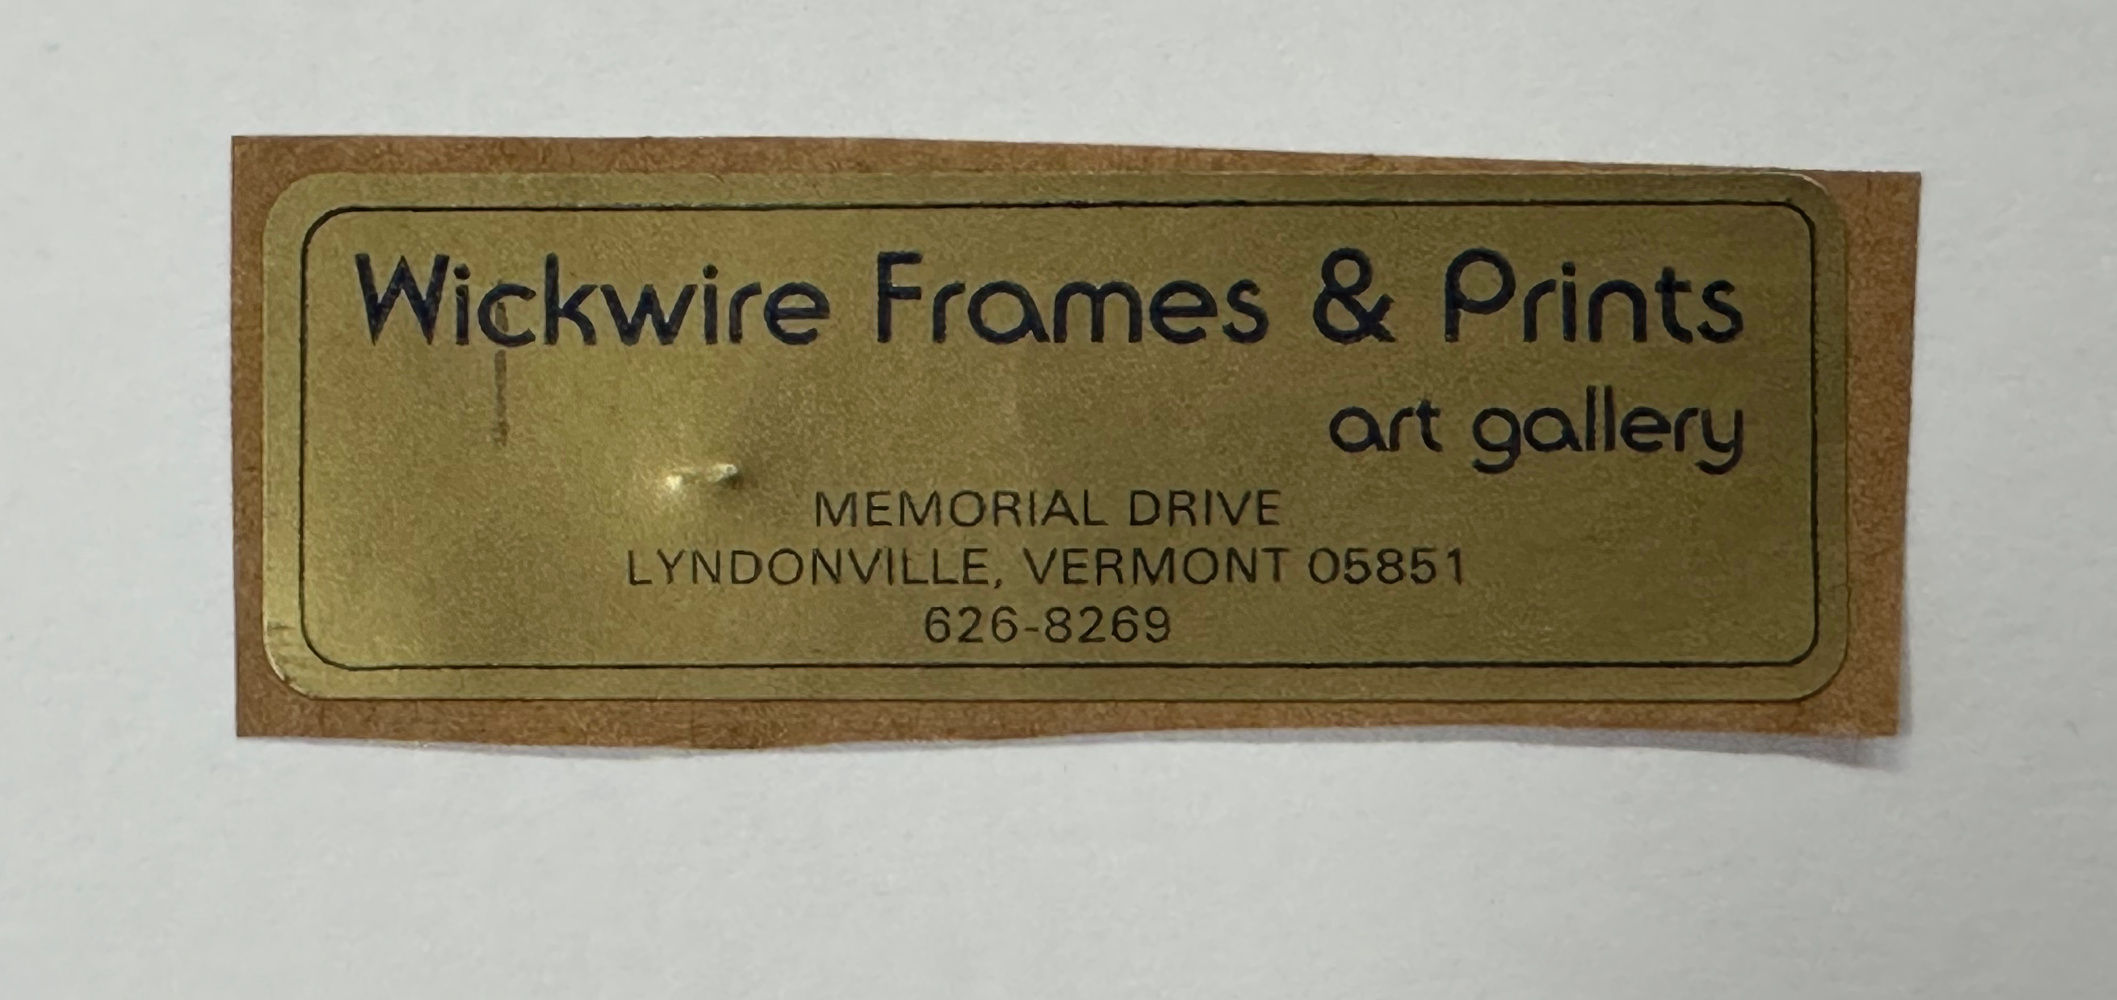 Wickwire Frames & Prints
art gallery
MEMORIAL DRIVE
LYNDONVILLE, VERMONT 05851
626-8269